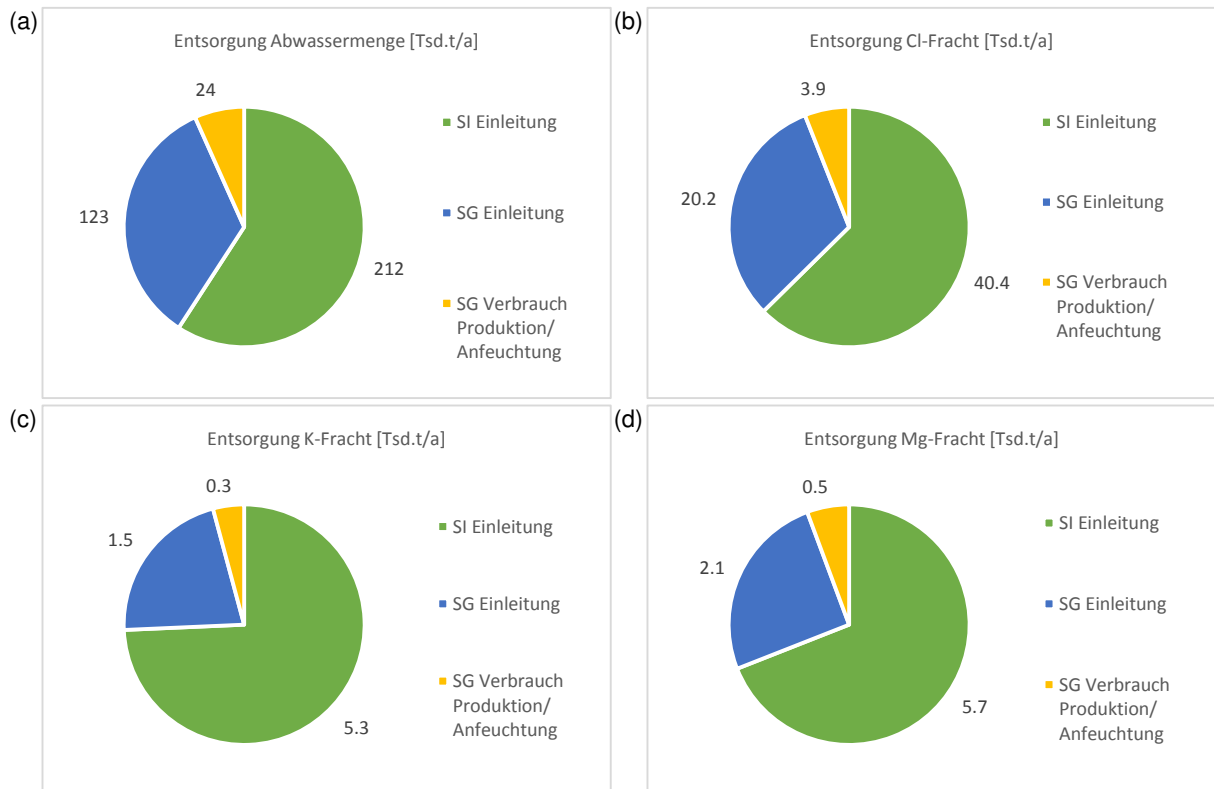 (a)
Entsorgung Abwassermenge [Tsd.t/a]
24
123
212
SI Einleitung
SG Einleitung
SG Verbrauch
Produktion/
Anfeuchtung
(b)
Entsorgung Cl-Fracht [Tsd.t/a]
3.9
20.2
40.4
SI Einleitung
SG Einleitung
SG Verbrauch
Produktion/
Anfeuchtung
(c)
Entsorgung K-Fracht [Tsd.t/a]
0.3
1.5
5.3
SI Einleitung
SG Einleitung
SG Verbrauch
Produktion/
Anfeuchtung
(d)
Entsorgung Mg-Fracht [Tsd.t/a]
0.5
2.1
5.7
SI Einleitung
SG Einleitung
SG Verbrauch
Produktion/
Anfeuchtung